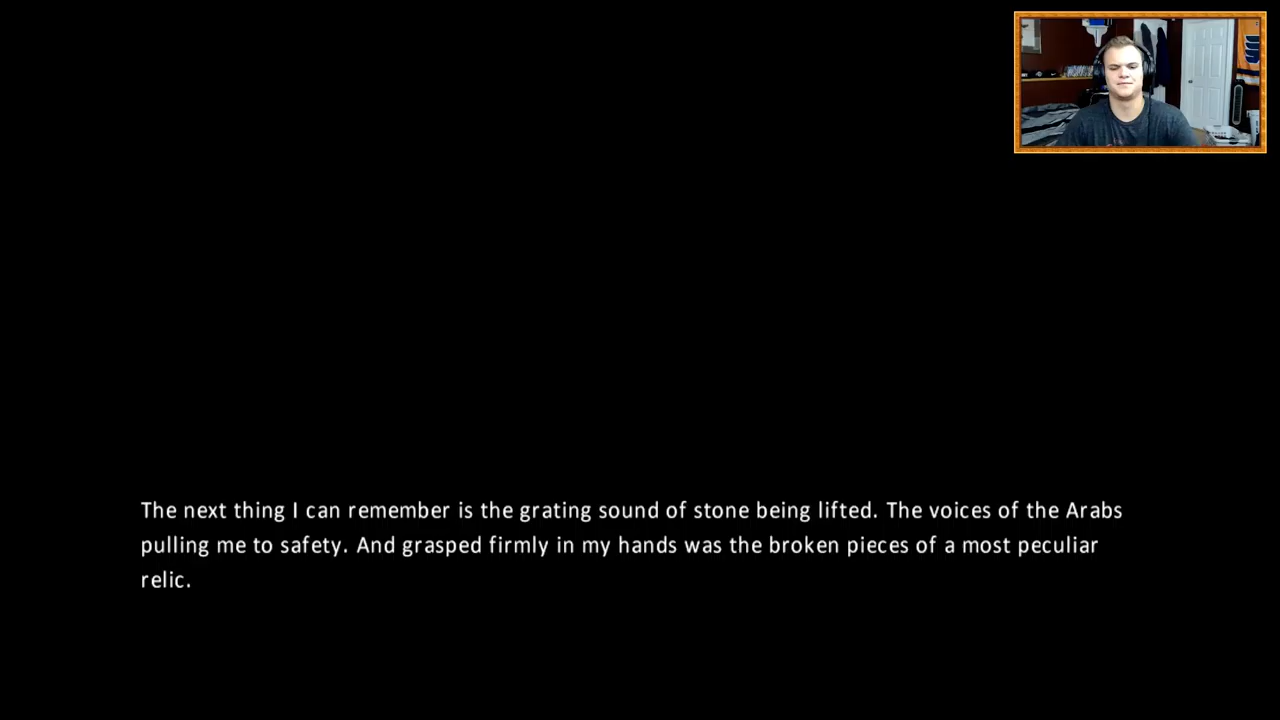 The next thing I can remember is the grating sound of stone being lifted. The voices of the Arabs
pulling me to safety. And grasped firmly in my hands was the broken pieces of a most peculiar
relic.